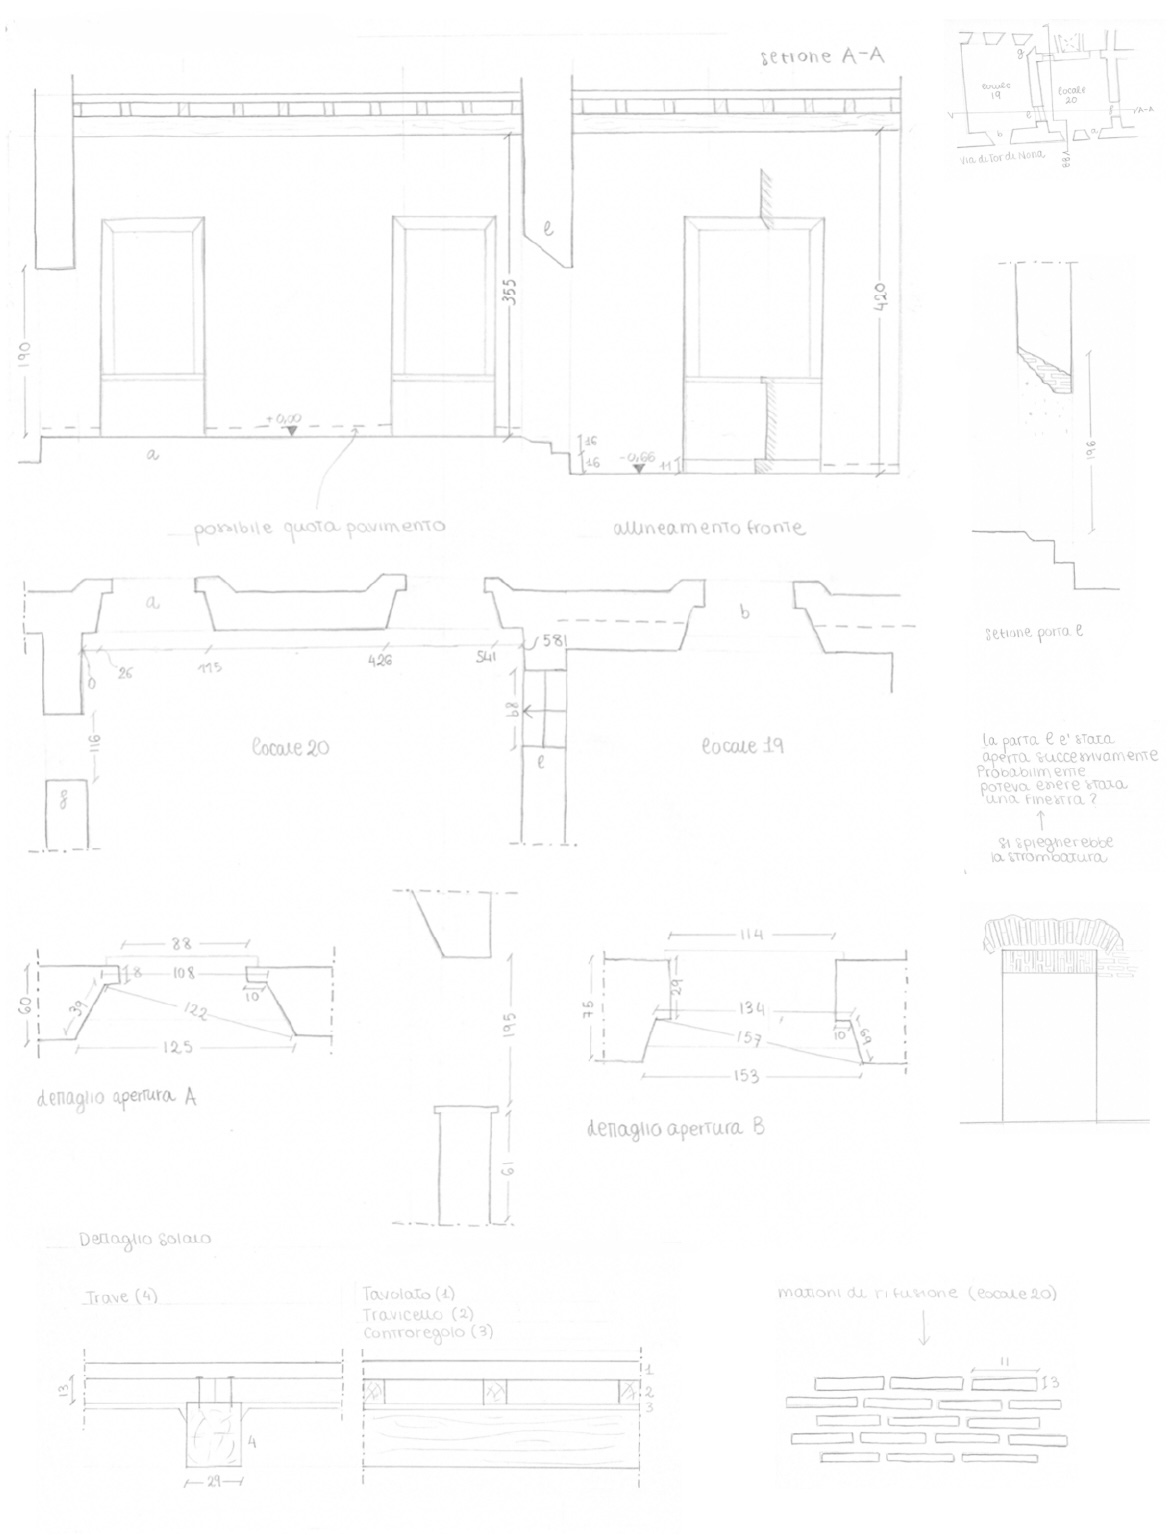 sezione A-A
locale
19
locale
20
g
e
f
b
a
V
A-A
via di Tor di Nona
e
355
420
190
+0,00
a
16
16
-0,66
11
possibile quota pavimento
allineamento fronte
196
sezione porta e
a
b
0
26
115
426
541
581
116
68
g
e
locale 20
locale 19
la porta e e' stata
aperta successivamente
Probabilmente
poteva essere stata
una finestra?
si spiegherebbe
la strombatura
88
8
108
10
60
39
122
125
dettaglio apertura A
195
61
114
29
75
134
10
157
69
153
dettaglio apertura B
Dettaglio solaio
Trave (4)
Tavolato (1)
Travicello (2)
Controregolo (3)
13
4
29
1
2
3
mattoni di rifusione (locale 20)
11
3